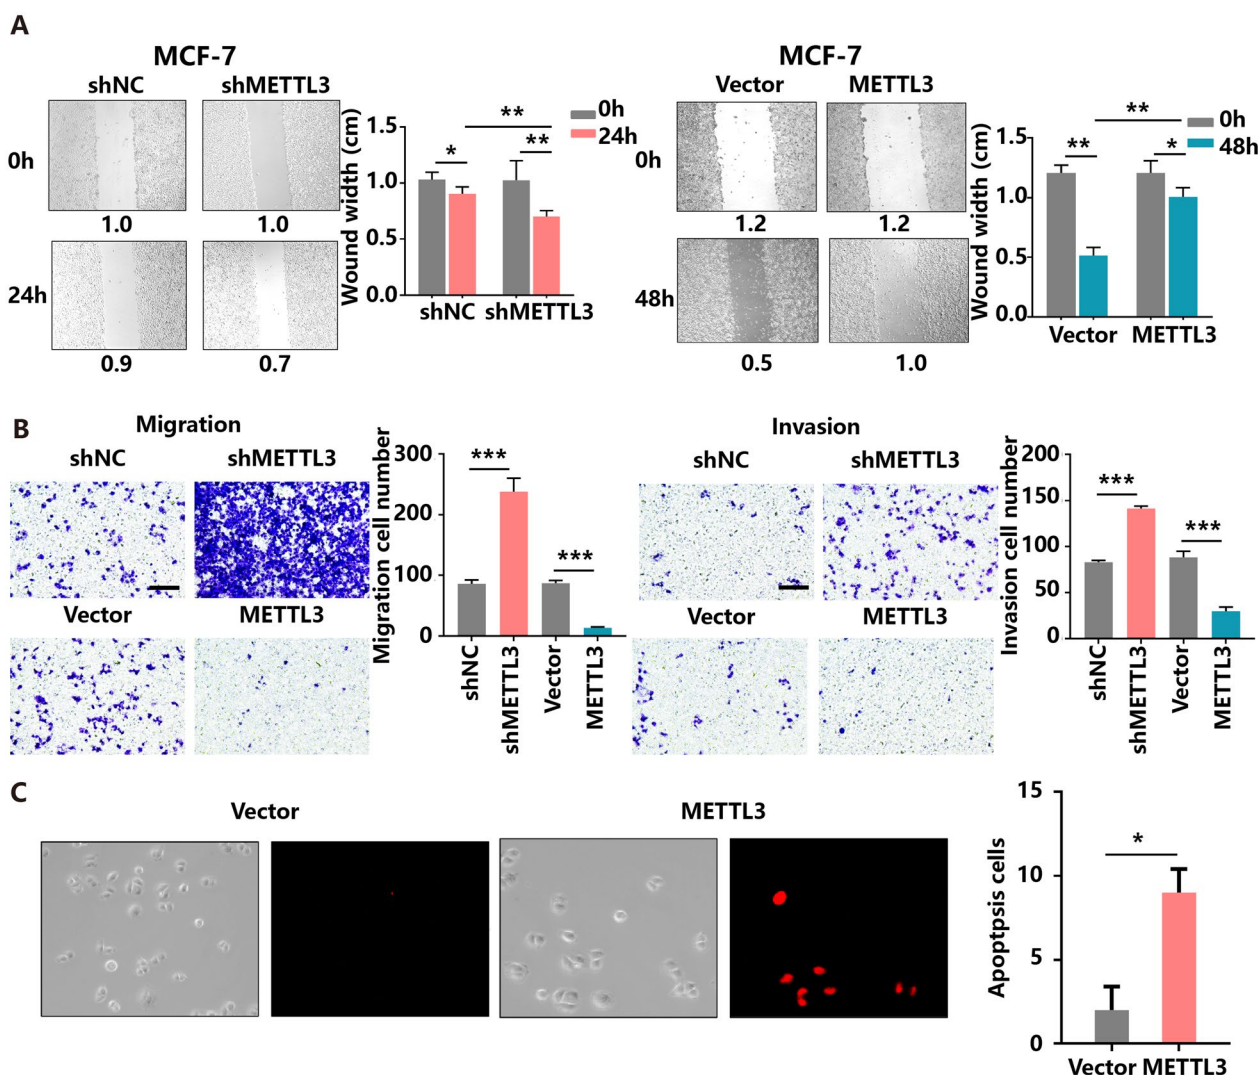 A
MCF-7
shNC shMETTL3
0h
1.0 1.0
24h
0.9 0.7
Wound width (cm)
1.5
1.0
0.5
0.0
* ** **
0h
24h
shNC shMETTL3
MCF-7
Vector METTL3
0h
1.2 1.2
48h
0.5 1.0
Wound width (cm)
1.5
1.0
0.5
0.0
** * **
0h
48h
Vector METTL3
B
Migration
shNC shMETTL3
Vector METTL3
Migration cell number
300
200
100
0
*** ***
shNC shMETTL3 Vector METTL3
Invasion
shNC shMETTL3
Vector METTL3
Invasion cell number
200
150
100
50
0
*** ***
shNC shMETTL3 Vector METTL3
C
Vector METTL3
Apoptpsis cells
15
10
5
0
*
Vector METTL3